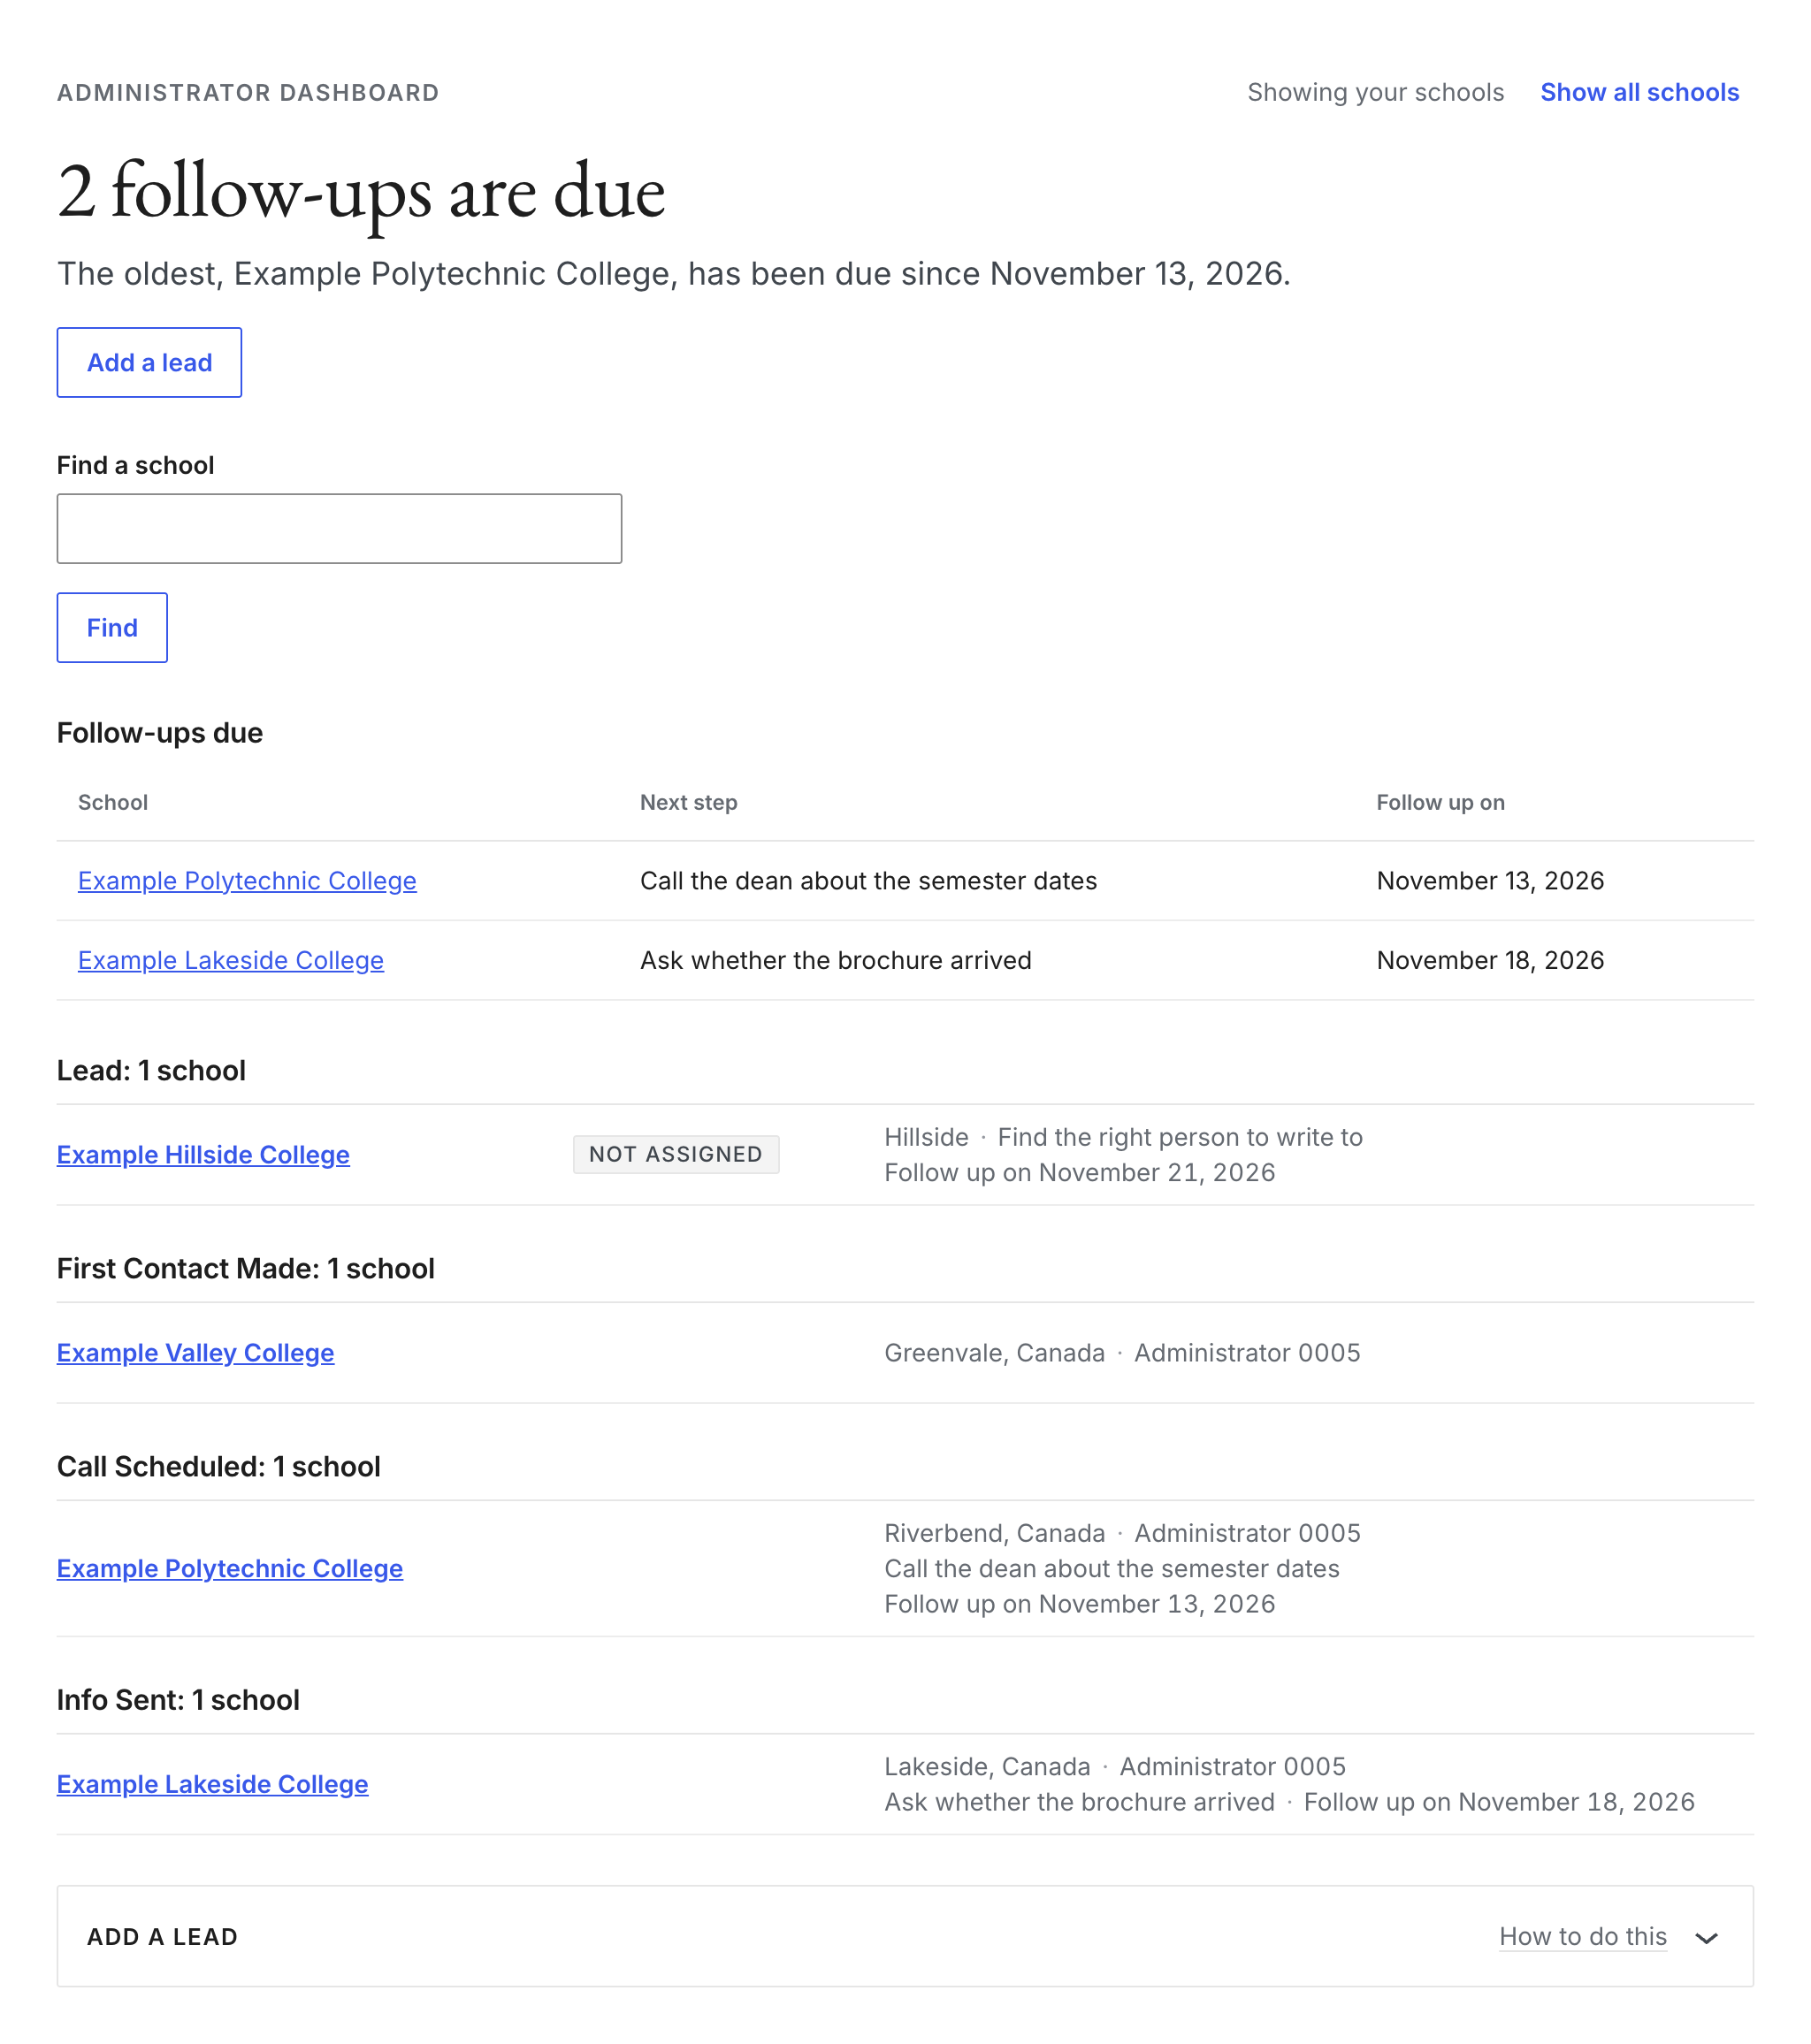 ADMINISTRATOR DASHBOARD
Showing your schools
Show all schools
2 follow-ups are due
The oldest, Example Polytechnic College, has been due since November 13, 2026.
Add a lead
Find a school
Find
Follow-ups due
School Next step Follow up on
Example Polytechnic College Call the dean about the semester dates November 13, 2026
Example Lakeside College Ask whether the brochure arrived November 18, 2026
Lead: 1 school
Example Hillside College
NOT ASSIGNED
Hillside · Find the right person to write to
Follow up on November 21, 2026
First Contact Made: 1 school
Example Valley College
Greenvale, Canada · Administrator 0005
Call Scheduled: 1 school
Example Polytechnic College
Riverbend, Canada · Administrator 0005
Call the dean about the semester dates
Follow up on November 13, 2026
Info Sent: 1 school
Example Lakeside College
Lakeside, Canada · Administrator 0005
Ask whether the brochure arrived · Follow up on November 18, 2026
ADD A LEAD
How to do this